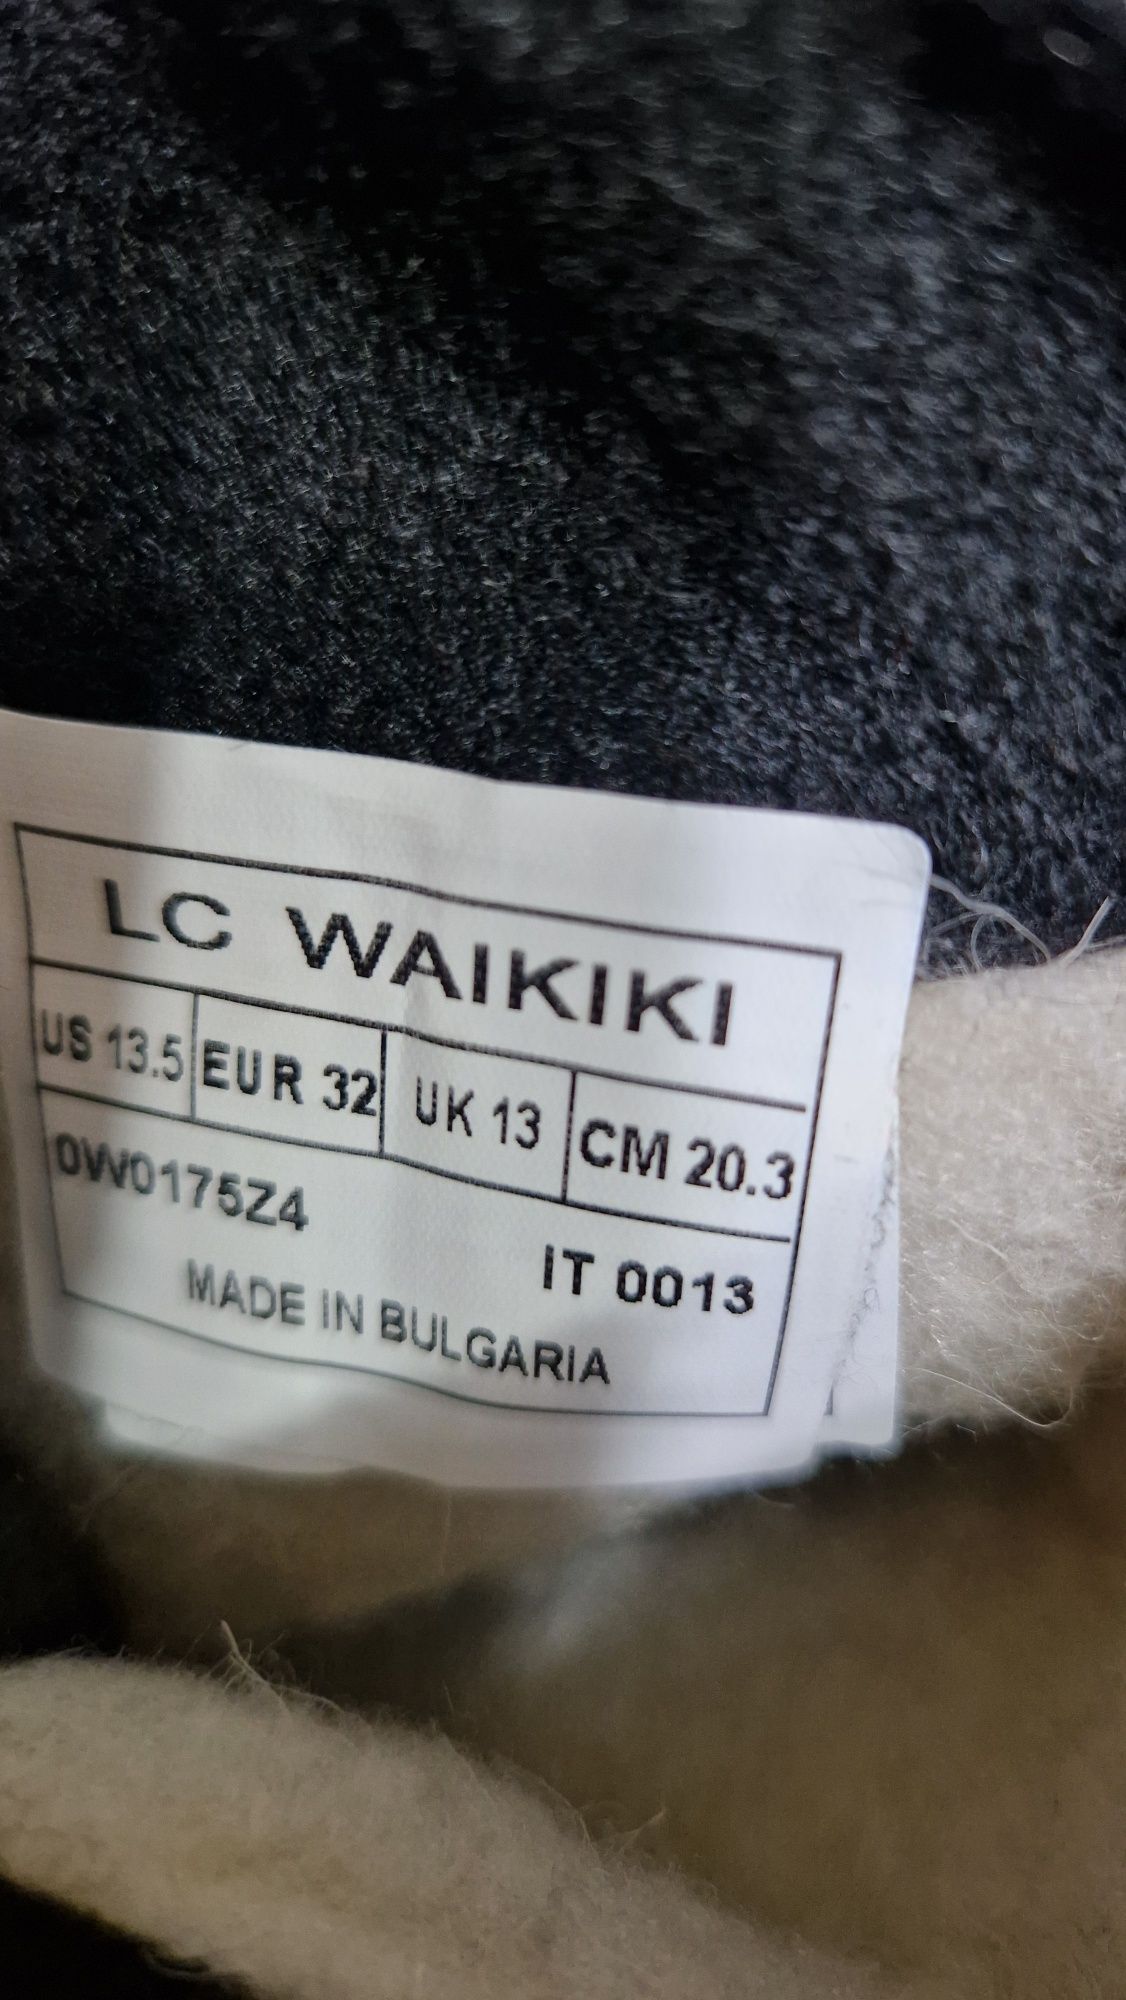 LC WAIKIKI
US 13.5 EUR 32 UK 13 CM 20.3
0W0175Z4
IT 0013
MADE IN BULGARIA